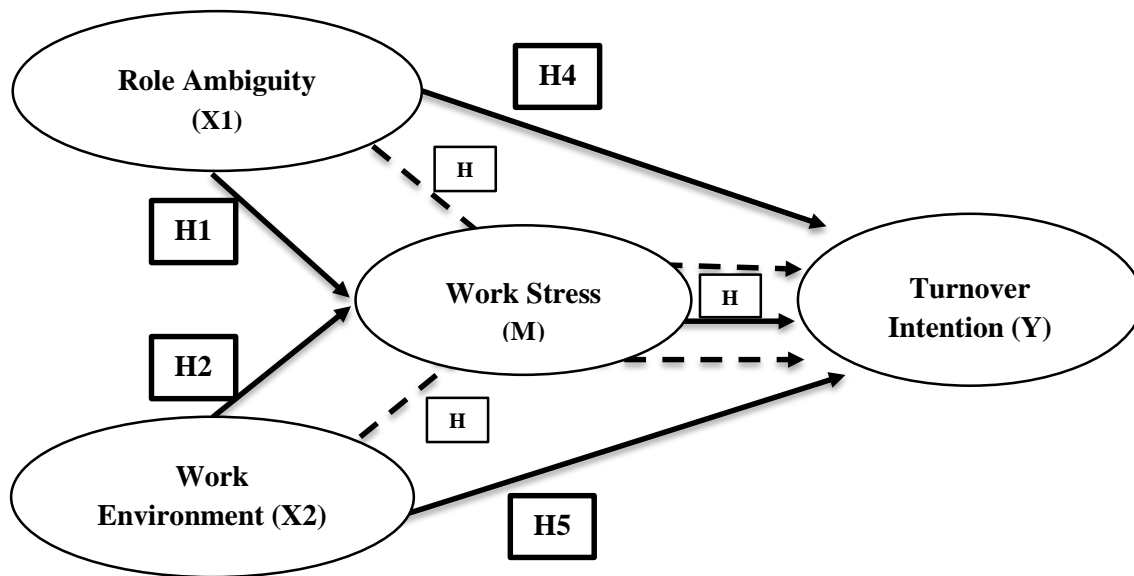 Role Ambiguity
(X1)
H4
H
H1
Work Stress
(M)
H
Turnover
Intention (Y)
H2
H
Work
Environment (X2)
H5